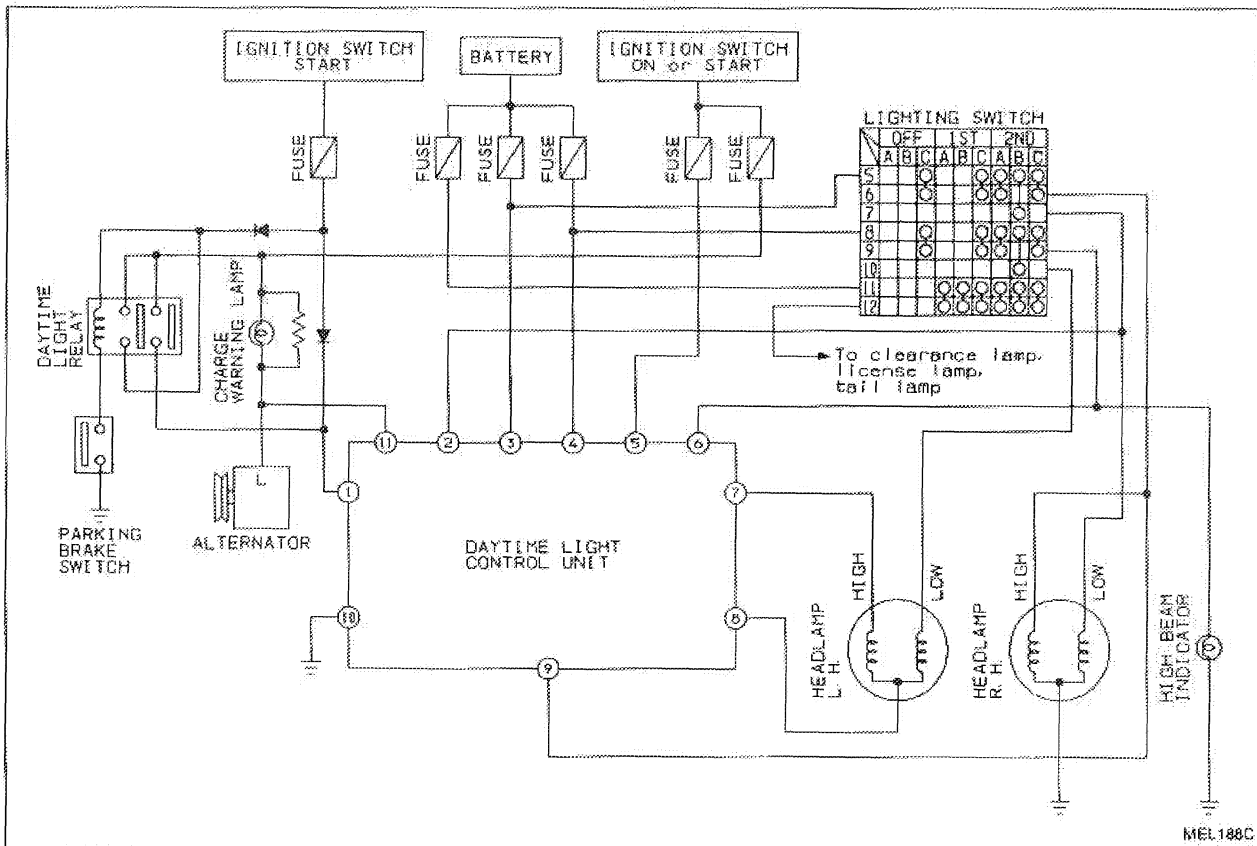 IGNITION SWITCH
START
BATTERY
IGNITION SWITCH
ON or START
FUSE
FUSE
FUSE
FUSE
FUSE
FUSE
LIGHTING SWITCH
OFF 1ST 2ND
A B C A B C A B C
5
6
7
8
9
10
11
12
DAYTIME
LIGHT
RELAY
CHARGE
WARNING LAMP
To clearance lamp,
license lamp,
tail lamp
11 2 3 4 5 6
1
7
L
PARKING
BRAKE
SWITCH
ALTERNATOR
DAYTIME LIGHT
CONTROL UNIT
10
8
9
HIGH
LOW
HEADLAMP
L. H.
HIGH
LOW
HEADLAMP
R. H.
HIGH BEAM
INDICATOR
MEL188C